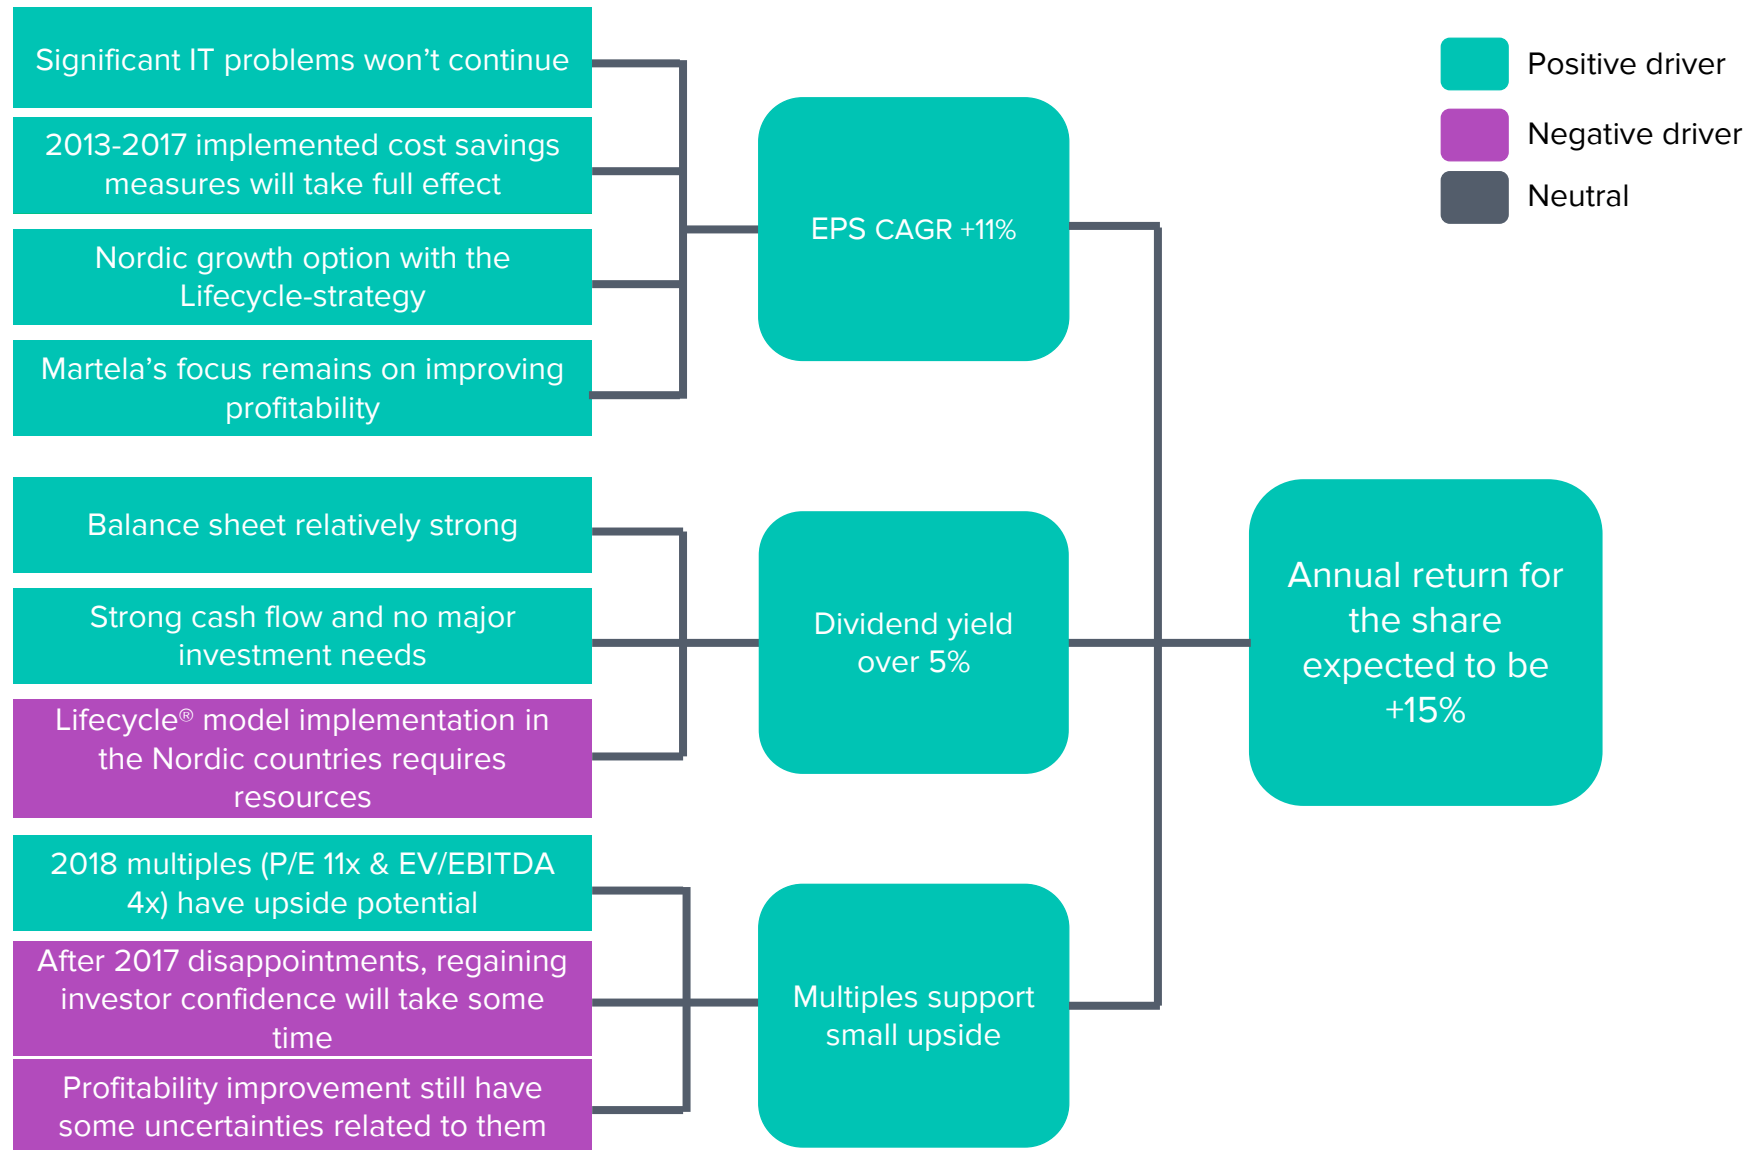 Significant IT problems won’t continue
2013-2017 implemented cost savings
measures will take full effect
Nordic growth option with the
Lifecycle-strategy
Martela’s focus remains on improving
profitability
Balance sheet relatively strong
Strong cash flow and no major
investment needs
Lifecycle® model implementation in
the Nordic countries requires
resources
2018 multiples (P/E 11x & EV/EBITDA
4x) have upside potential
After 2017 disappointments, regaining
investor confidence will take some
time
Profitability improvement still have
some uncertainties related to them
EPS CAGR +11%
Dividend yield
over 5%
Multiples support
small upside
Annual return for
the share
expected to be
+15%
Positive driver
Negative driver
Neutral